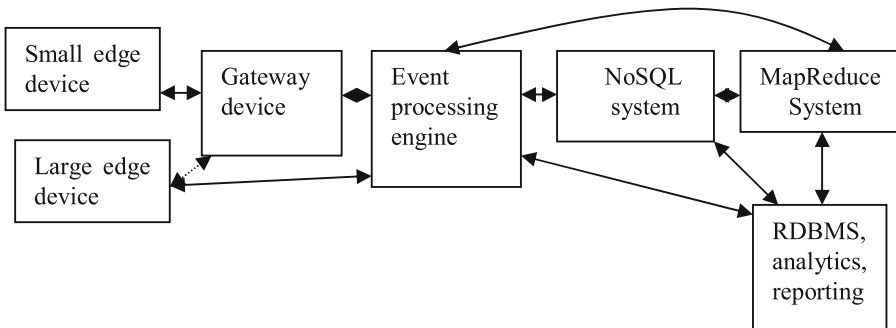 Small edge
device
Large edge
device
Gateway
device
Event
processing
engine
NoSQL
system
MapReduce
System
RDBMS,
analytics,
reporting